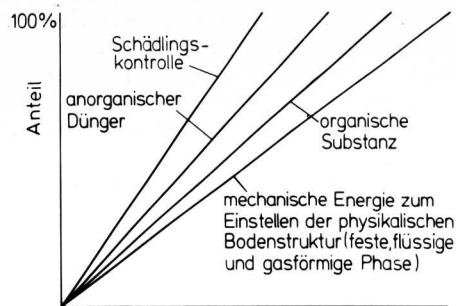 100%
Schädlings-
kontrolle
anorganischer
Dünger
organische
Substanz
mechanische Energie zum
Einstellen der physikalischen
Bodenstruktur (feste, flüssige
und gasförmige Phase)
Anteil